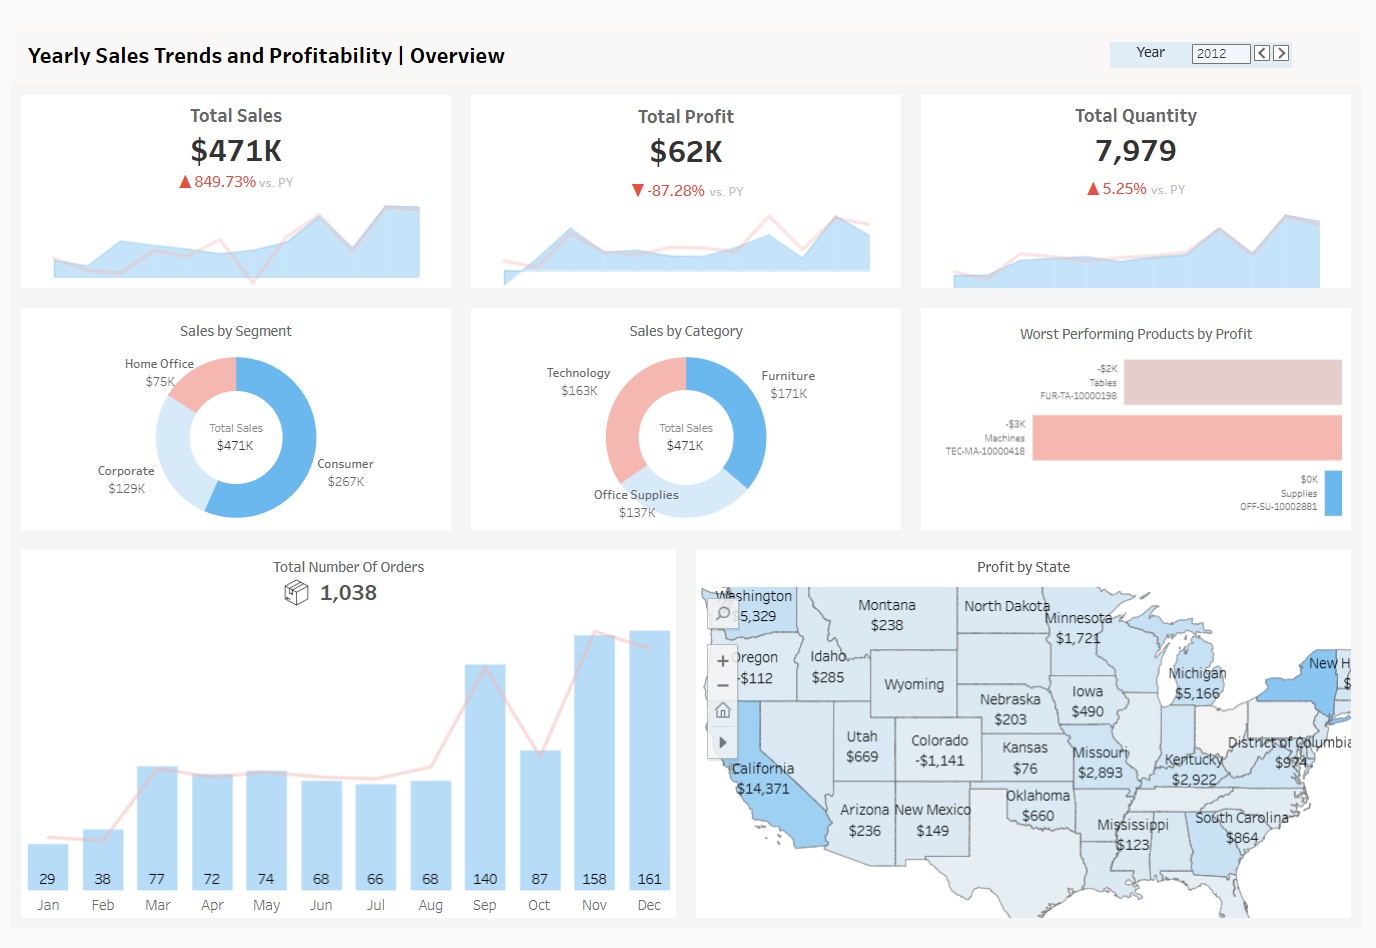 Yearly Sales Trends and Profitability | Overview
Year
2012
Total Sales
$471K
▲ 849.73% vs. PY
Total Profit
$62K
▼ -87.28% vs. PY
Total Quantity
7,979
▲ 5.25% vs. PY
Sales by Segment
Home Office
$75K
Total Sales
$471K
Corporate
$129K
Consumer
$267K
Sales by Category
Technology
$163K
Furniture
$171K
Total Sales
$471K
Office Supplies
$137K
Worst Performing Products by Profit
-$2K
Tables
FUR-TA-10000198
-$3K
Machines
TEC-MA-10000418
$0K
Supplies
OFF-SU-10002881
Total Number Of Orders
1,038
29 38 77 72 74 68 66 68 140 87 158 161
Jan Feb Mar Apr May Jun Jul Aug Sep Oct Nov Dec
Profit by State
Washington
$5,329
Montana
$238
North Dakota
Minnesota
$1,721
Oregon
-$112
Idaho
$285
Wyoming
Michigan
$5,166
New H
$
Nebraska
$203
Iowa
$490
Utah
$669
Colorado
-$1,141
Kansas
$76
Missouri
$2,893
Kentucky
$2,922
District of Columbia
$974
California
$14,371
Arizona
$236
New Mexico
$149
Oklahoma
$660
Mississippi
$123
South Carolina
$864